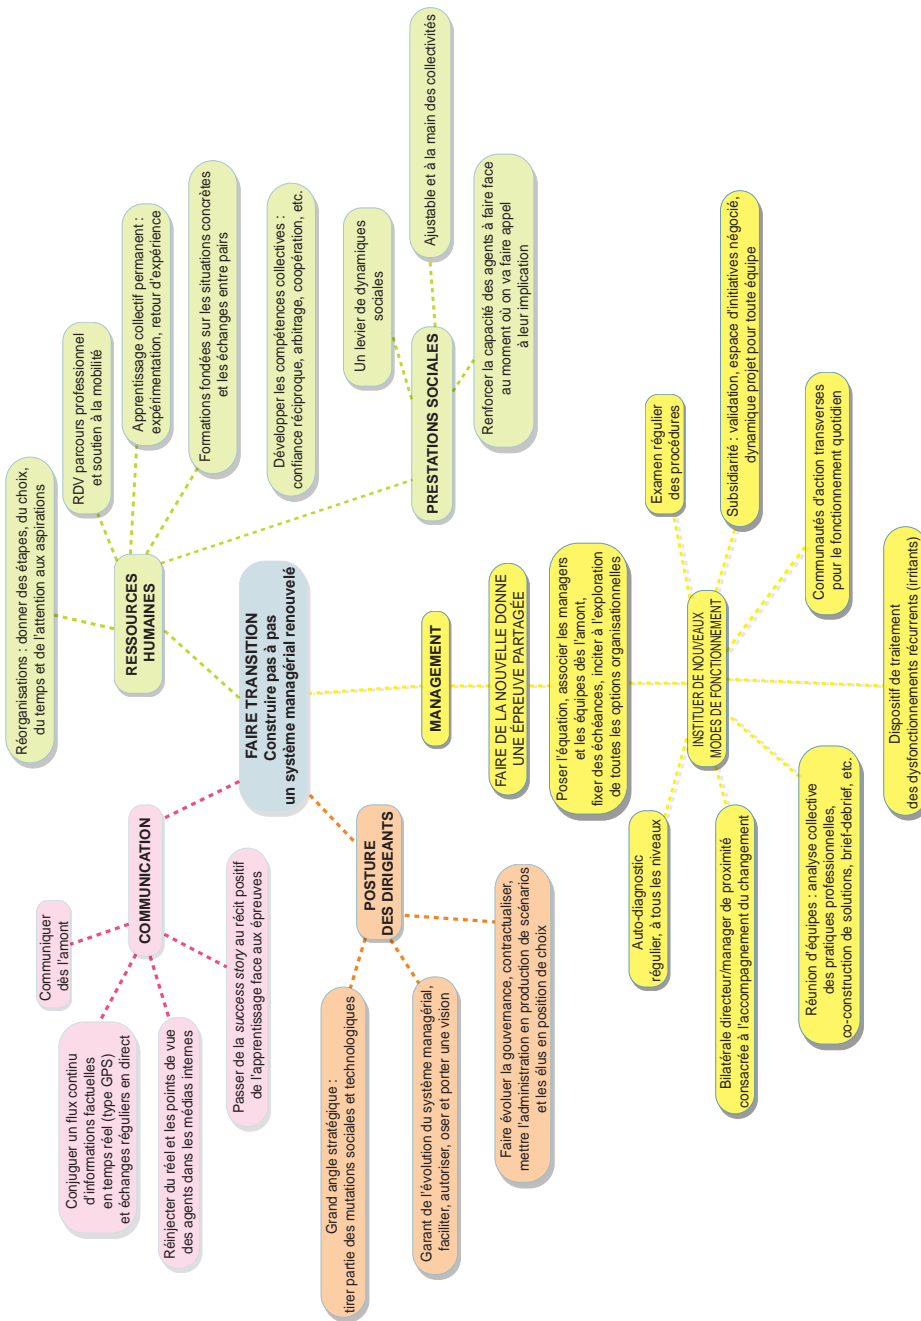 FAIRE TRANSITION
Construire pas à pas
un système managérial renouvelé
COMMUNICATION
Communiquer
dès l'amont
Conjuguer un flux continu
d'informations factuelles
en temps réel (type GPS)
et échanges réguliers en direct
Réinjecter du réel et les points de vue
des agents dans les médias internes
Passer de la success story au récit positif
de l'apprentissage face aux épreuves
RESSOURCES
HUMAINES
Réorganisations : donner des étapes, du choix,
du temps et de l'attention aux aspirations
RDV parcours professionnel
et soutien à la mobilité
Apprentissage collectif permanent :
expérimentation, retour d'expérience
Formations fondées sur les situations concrètes
et les échanges entre pairs
Développer les compétences collectives :
confiance réciproque, arbitrage, coopération, etc.
PRESTATIONS SOCIALES
Un levier de dynamiques
sociales
Ajustable et à la main des collectivités
Renforcer la capacité des agents à faire face
au moment où on va faire appel
à leur implication
POSTURE
DES DIRIGEANTS
Grand angle stratégique :
tirer partie des mutations sociales et technologiques
Garant de l'évolution du système managérial,
faciliter, autoriser, oser et porter une vision
Faire évoluer la gouvernance, contractualiser,
mettre l'administration en production de scénarios
et les élus en position de choix
MANAGEMENT
FAIRE DE LA NOUVELLE DONNE
UNE ÉPREUVE PARTAGÉE
Poser l'équation, associer les managers
et les équipes dès l'amont,
fixer des échéances, inciter à l'exploration
de toutes les options organisationnelles
INSTITUER DE NOUVEAUX
MODES DE FONCTIONNEMENT
Auto-diagnostic
régulier, à tous les niveaux
Bilatérale directeur/manager de proximité
consacrée à l'accompagnement du changement
Réunion d'équipes : analyse collective
des pratiques professionnelles,
co-construction de solutions, brief-debrief, etc.
Dispositif de traitement
des dysfonctionnements récurrents (irritants)
Communautés d'action transverses
pour le fonctionnement quotidien
Subsidiarité : validation, espace d'initiatives négocié,
dynamique projet pour toute équipe
Examen régulier
des procédures